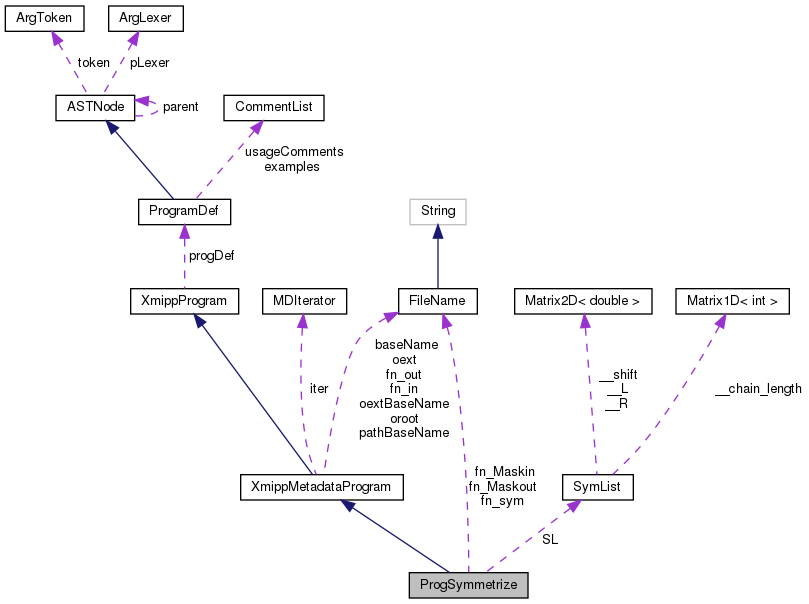 ArgToken
ArgLexer
token
pLexer
ASTNode
parent
CommentList
usageComments
examples
ProgramDef
String
progDef
XmippProgram
MDIterator
FileName
Matrix2D< double >
Matrix1D< int >
baseName
oext
fn_out
fn_in
oextBaseName
oroot
pathBaseName
iter
__shift
__L
__R
__chain_length
XmippMetadataProgram
fn_Maskin
fn_Maskout
fn_sym
SymList
SL
ProgSymmetrize